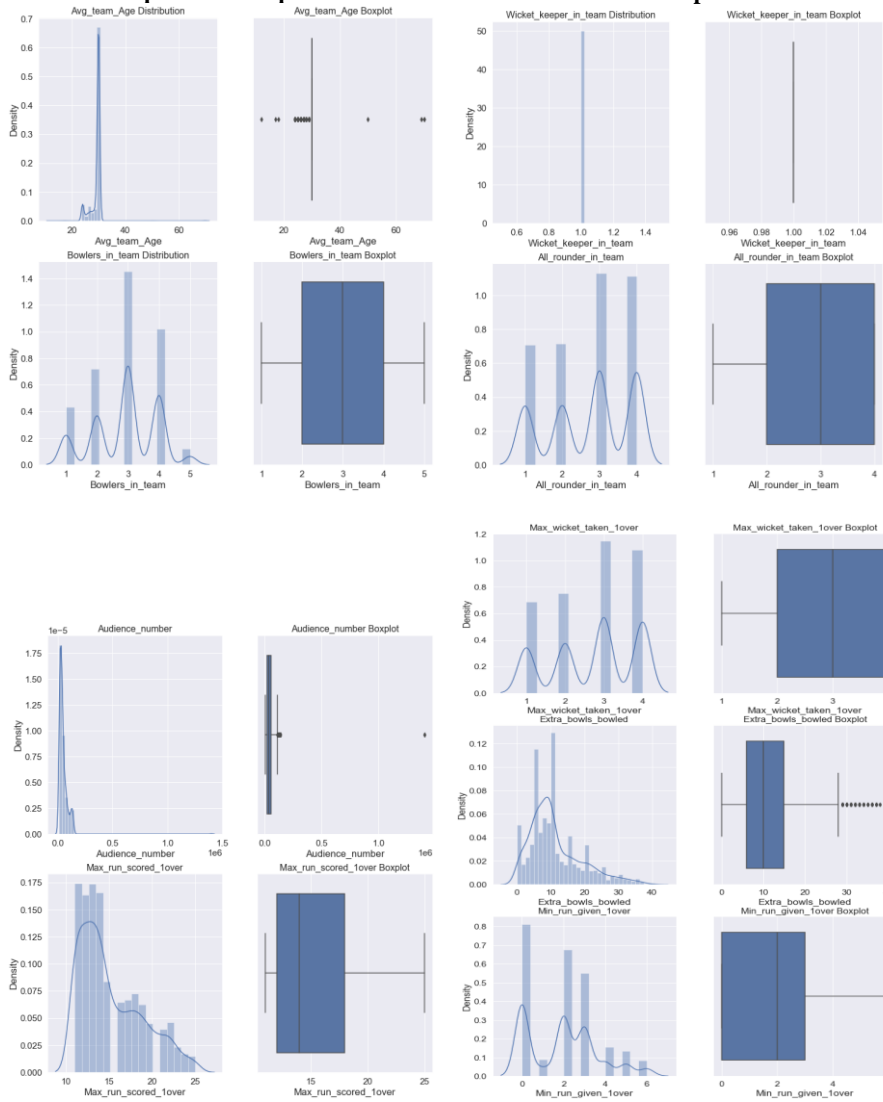 Avg_team_Age Distribution
0.7
0.6
0.5
0.4
0.3
0.2
0.1
0.0
Density
20 40 60
Avg_team_Age
Avg_team_Age Boxplot
20 40 60
Avg_team_Age
Wicket_keeper_in_team Distribution
50
40
30
20
10
0
Density
0.6 0.8 1.0 1.2 1.4
Wicket_keeper_in_team
Wicket_keeper_in_team Boxplot
0.96 0.98 1.00 1.02 1.04
Wicket_keeper_in_team
Bowlers_in_team Distribution
1.4
1.2
1.0
0.8
0.6
0.4
0.2
0.0
Density
1 2 3 4 5
Bowlers_in_team
Bowlers_in_team Boxplot
1 2 3 4 5
Bowlers_in_team
All_rounder_in_team
1.0
0.8
0.6
0.4
0.2
0.0
Density
1 2 3 4
All_rounder_in_team
All_rounder_in_team Boxplot
1 2 3 4
All_rounder_in_team
Audience_number
1e−5
1.75
1.50
1.25
1.00
0.75
0.50
0.25
0.00
Density
0.0 0.5 1.0 1.5
1e6
Audience_number
Audience_number Boxplot
0.0 0.5 1.0
1e6
Audience_number
Max_wicket_taken_1over
1.2
1.0
0.8
0.6
0.4
0.2
0.0
Density
1 2 3 4
Max_wicket_taken_1over
Max_wicket_taken_1over Boxplot
1 2 3
Max_wicket_taken_1over
Extra_bowls_bowled
0.12
0.10
0.08
0.06
0.04
0.02
0.00
Density
0 10 20 30 40
Extra_bowls_bowled
Extra_bowls_bowled Boxplot
0 10 20 30
Extra_bowls_bowled
Max_run_scored_1over
0.175
0.150
0.125
0.100
0.075
0.050
0.025
0.000
Density
10 15 20 25
Max_run_scored_1over
Max_run_scored_1over Boxplot
15 20 25
Max_run_scored_1over
Min_run_given_1over
0.8
0.7
0.6
0.5
0.4
0.3
0.2
0.1
0.0
Density
0 2 4 6
Min_run_given_1over
Min_run_given_1over Boxplot
0 2 4
Min_run_given_1over